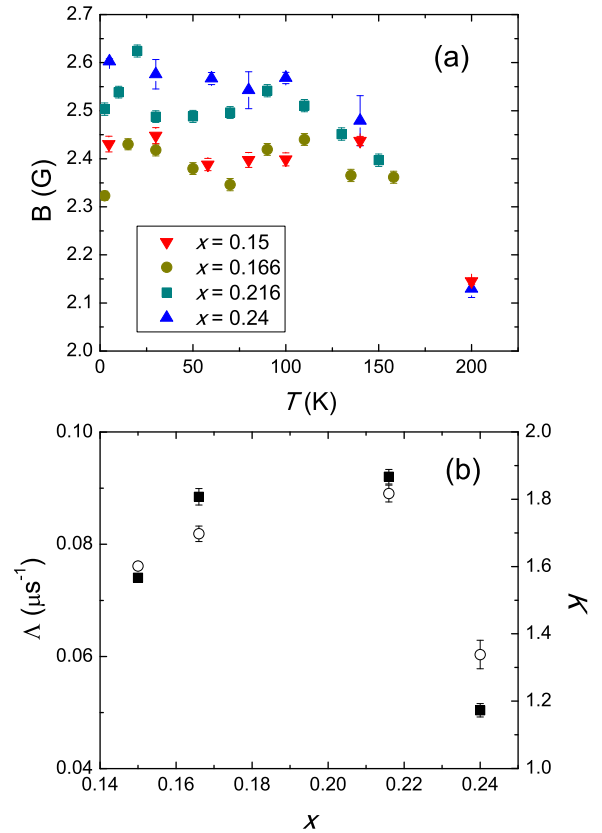 2.7
2.6
2.5
2.4
2.3
2.2
2.1
2.0
B (G)
(a)
x = 0.15
x = 0.166
x = 0.216
x = 0.24
0 50 100 150 200
T (K)
0.10
0.08
0.06
0.04
Λ (μs⁻¹)
(b)
2.0
1.8
1.6
1.4
1.2
1.0
K
0.14 0.16 0.18 0.20 0.22 0.24
x